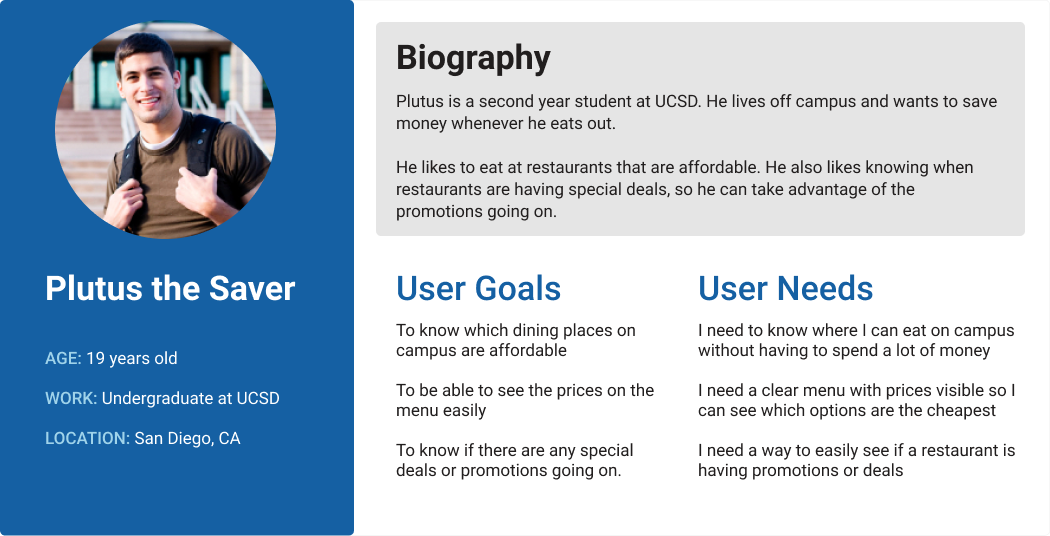 Plutus the Saver
AGE: 19 years old
WORK: Undergraduate at UCSD
LOCATION: San Diego, CA
Biography
Plutus is a second year student at UCSD. He lives off campus and wants to save
money whenever he eats out.
He likes to eat at restaurants that are affordable. He also likes knowing when
restaurants are having special deals, so he can take advantage of the
promotions going on.
User Goals
To know which dining places on
campus are affordable
To be able to see the prices on the
menu easily
To know if there are any special
deals or promotions going on.
User Needs
I need to know where I can eat on campus
without having to spend a lot of money
I need a clear menu with prices visible so I
can see which options are the cheapest
I need a way to easily see if a restaurant is
having promotions or deals